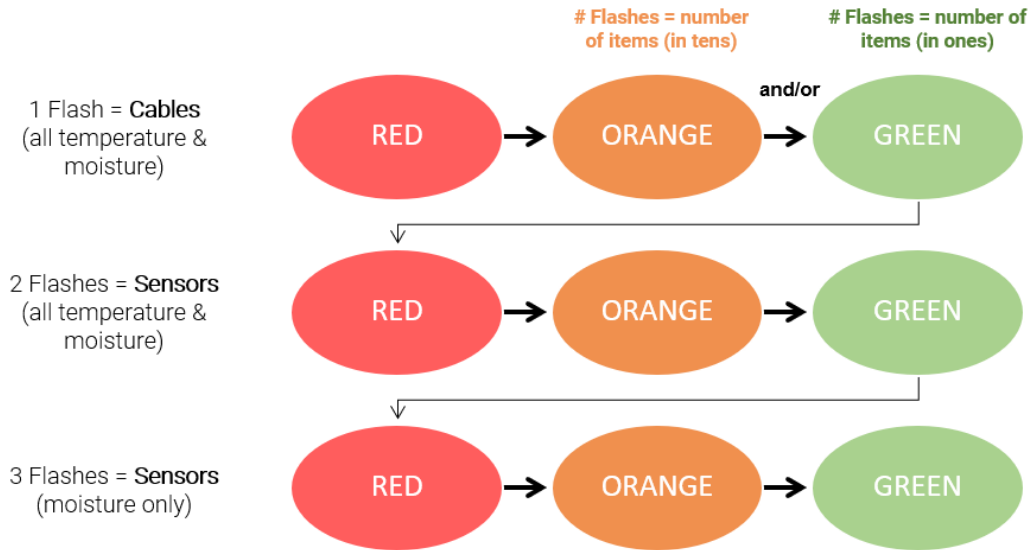 # Flashes = number
of items (in tens)
# Flashes = number of
items (in ones)
1 Flash = Cables
(all temperature &
moisture)
RED
ORANGE
and/or
GREEN
2 Flashes = Sensors
(all temperature &
moisture)
RED
ORANGE
GREEN
3 Flashes = Sensors
(moisture only)
RED
ORANGE
GREEN